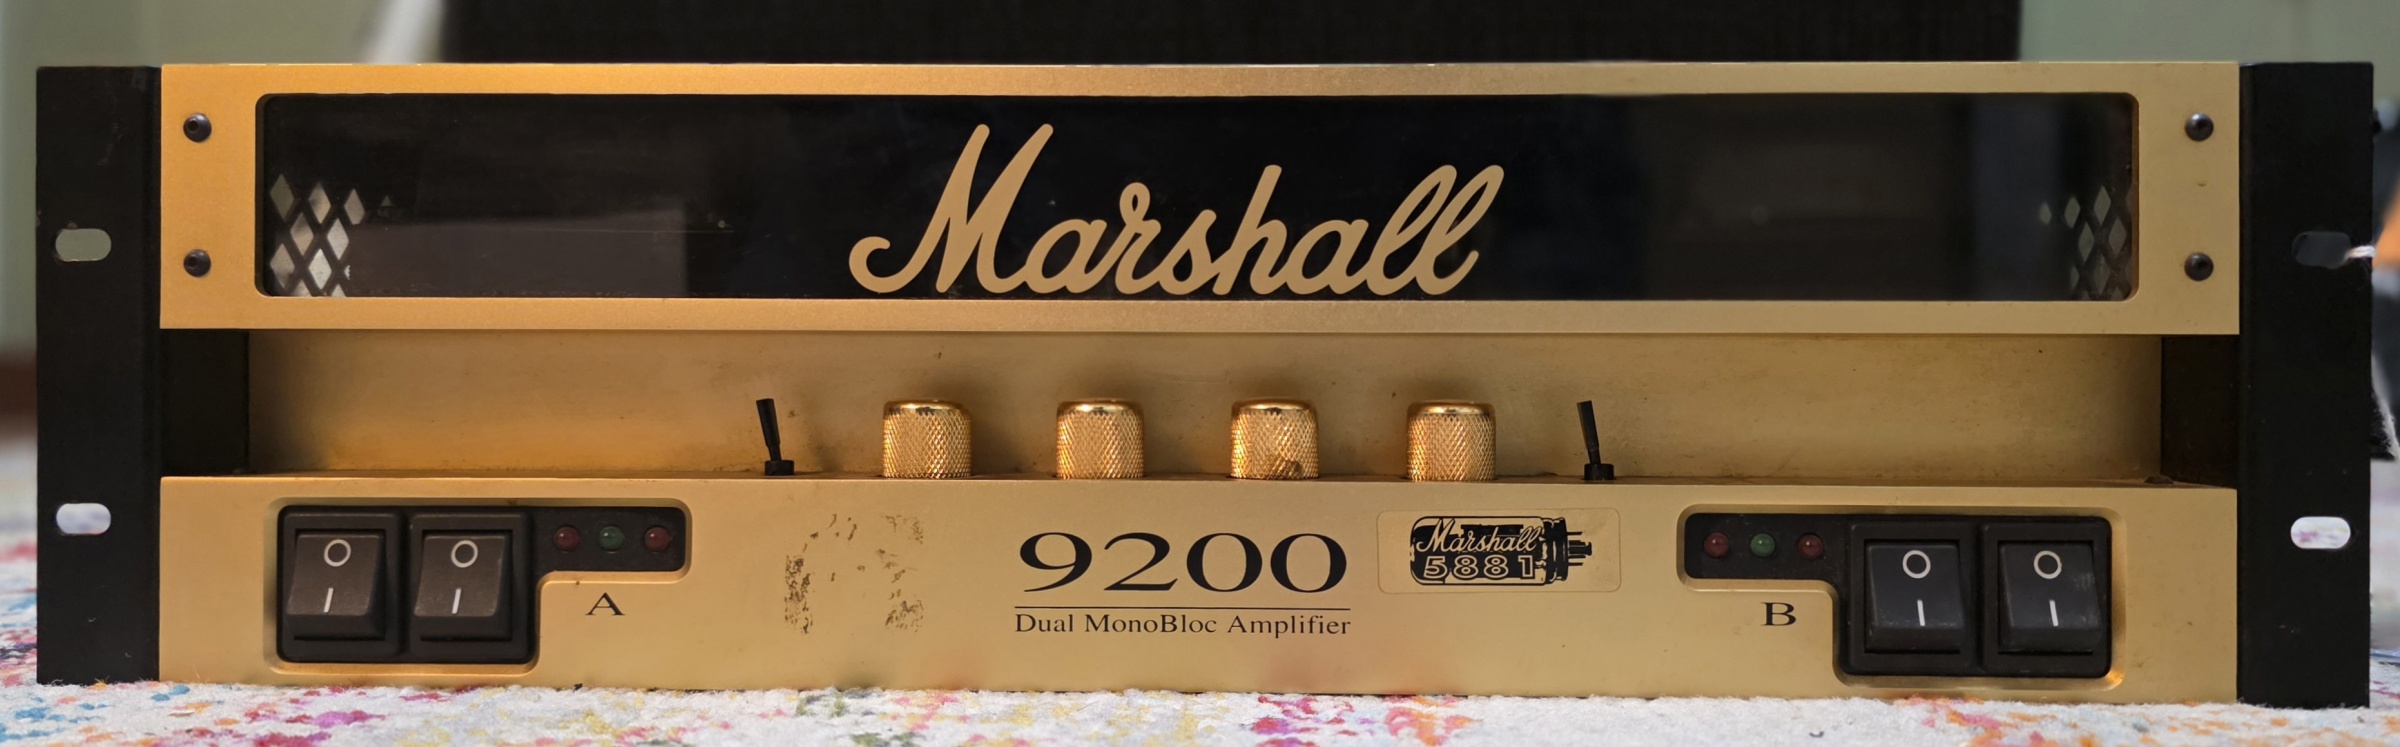 Marshall
9200
Dual MonoBloc Amplifier
Marshall
5881
A
B
O
O
I
I
O
O
I
I